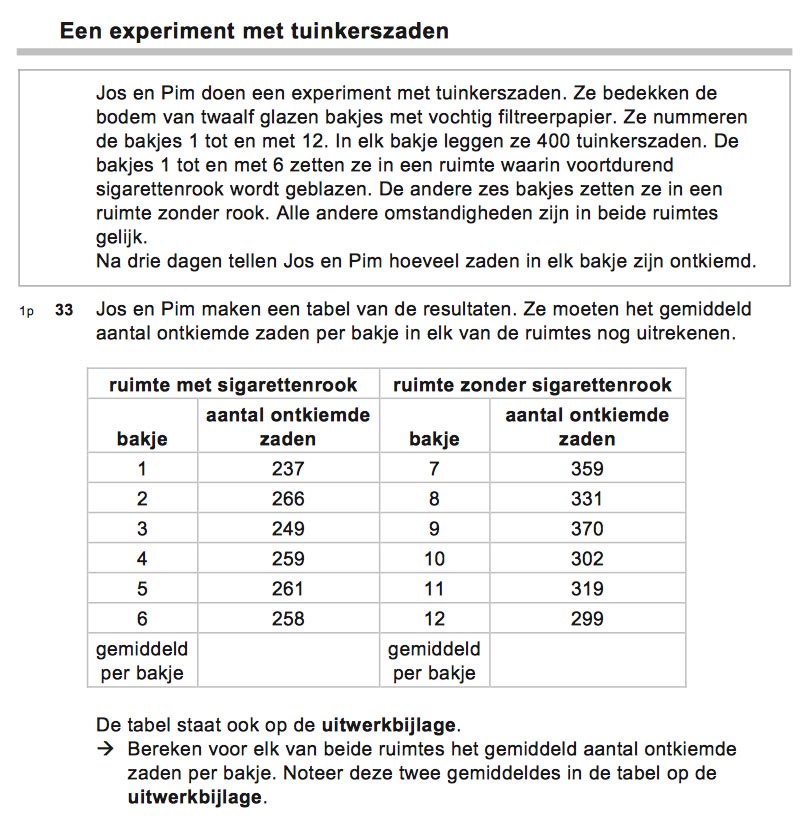 Een experiment met tuinkerszaden
Jos en Pim doen een experiment met tuinkerszaden. Ze bedekken de
bodem van twaalf glazen bakjes met vochtig filtreerpapier. Ze nummeren
de bakjes 1 tot en met 12. In elk bakje leggen ze 400 tuinkerszaden. De
bakjes 1 tot en met 6 zetten ze in een ruimte waarin voortdurend
sigarettenrook wordt geblazen. De andere zes bakjes zetten ze in een
ruimte zonder rook. Alle andere omstandigheden zijn in beide ruimtes
gelijk.
Na drie dagen tellen Jos en Pim hoeveel zaden in elk bakje zijn ontkiemd.
1p 33 Jos en Pim maken een tabel van de resultaten. Ze moeten het gemiddeld
aantal ontkiemde zaden per bakje in elk van de ruimtes nog uitrekenen.
ruimte met sigarettenrook ruimte zonder sigarettenrook
aantal ontkiemde aantal ontkiemde
bakje zaden bakje zaden
1 237 7 359
2 266 8 331
3 249 9 370
4 259 10 302
5 261 11 319
6 258 12 299
gemiddeld gemiddeld
per bakje per bakje
De tabel staat ook op de uitwerkbijlage.
→ Bereken voor elk van beide ruimtes het gemiddeld aantal ontkiemde
zaden per bakje. Noteer deze twee gemiddeldes in de tabel op de
uitwerkbijlage.